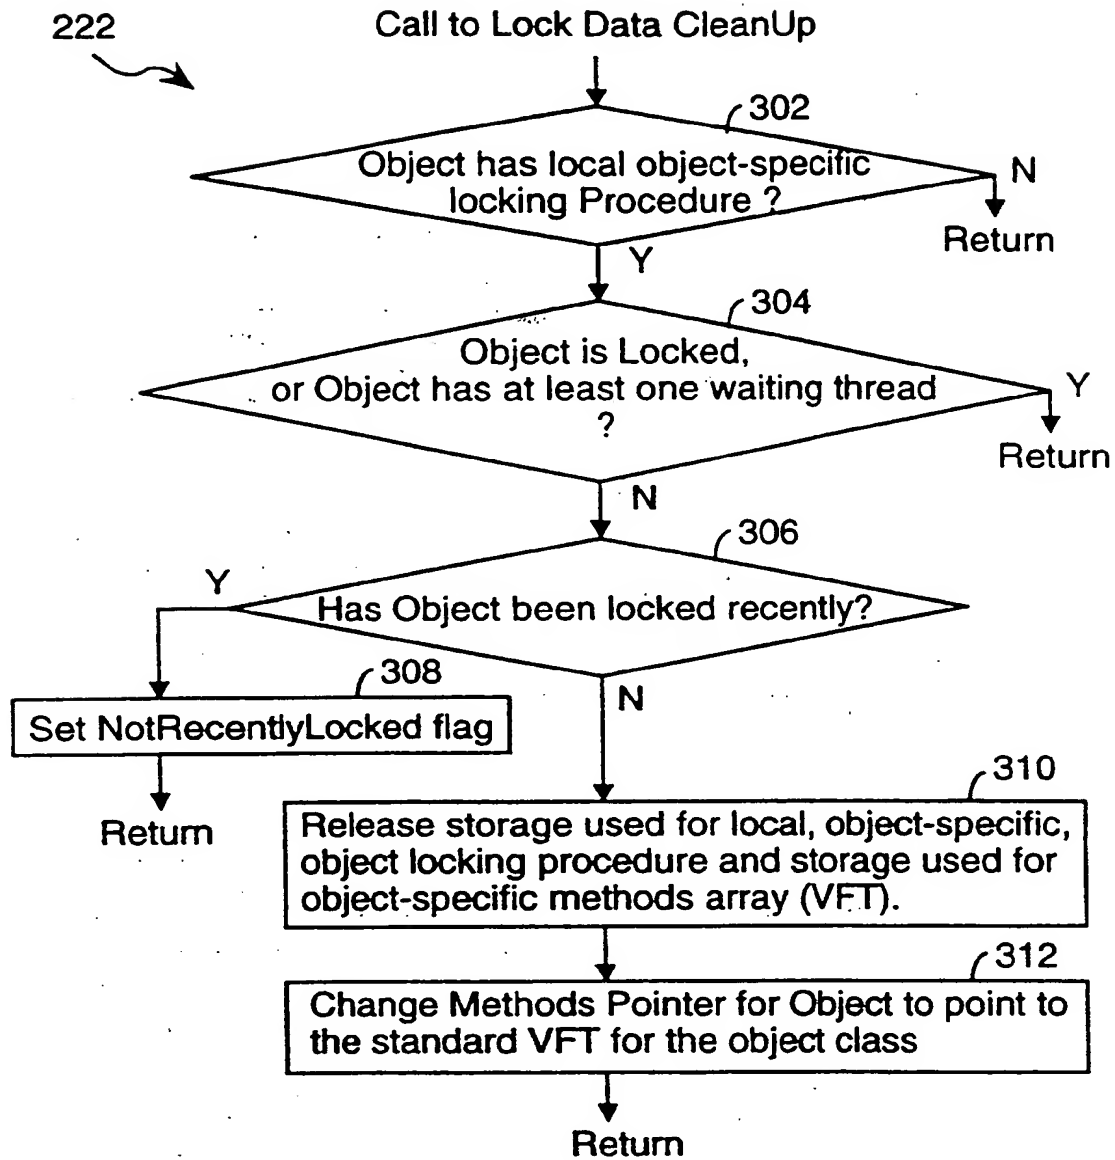 222
Call to Lock Data CleanUp
302
Object has local object-specific
locking Procedure ?
N
Return
Y
304
Object is Locked,
or Object has at least one waiting thread
?
Y
Return
N
306
Y
Has Object been locked recently?
308
N
Set NotRecentlyLocked flag
310
Return
Release storage used for local, object-specific,
object locking procedure and storage used for
object-specific methods array (VFT).
312
Change Methods Pointer for Object to point to
the standard VFT for the object class
Return